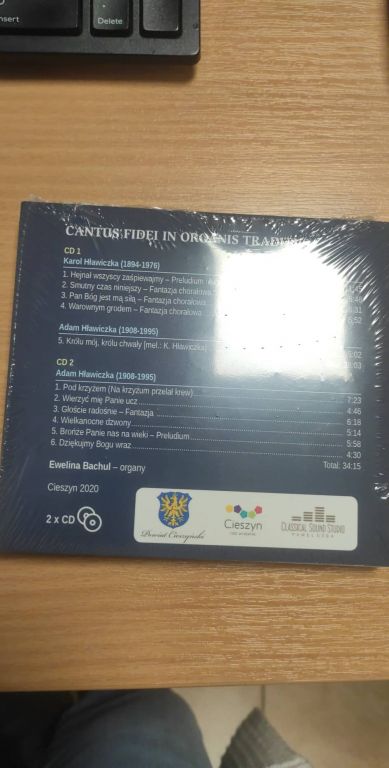 nsert
Delete
CANTUS FIDEI IN ORGANIS
CD 1
Karol Hławiczka (1894-1976)
1. Hejnał wszyscy zaśpiewajmy – Preludium
2. Smutny czas niniejszy – Fantazja chorałowa
3. Pan Bóg jest mą siłą – Fantazja chorałowa
4. Warownym grodem – Fantazja chorałowa
Adam Hławiczka (1908-1995)
5. Królu mój, królu chwały (mel.: K. Hławiczka)
CD 2
Adam Hławiczka (1908-1995)
1. Pod krzyżem (Na krzyżum przelał krew) 7:23
2. Wierzyć mię Panie ucz 4:46
3. Głoście radośnie – Fantazja 6:18
4. Wielkanocne dzwony 5:14
5. Brońże Panie nas na wieki – Preludium 5:58
6. Dziękujmy Bogu wraz 4:30
Total: 34:15
Ewelina Bachul – organy
Cieszyn 2020
2 x CD
Powiat Cieszyński
Cieszyn
CLASSICAL SOUND STUDIO